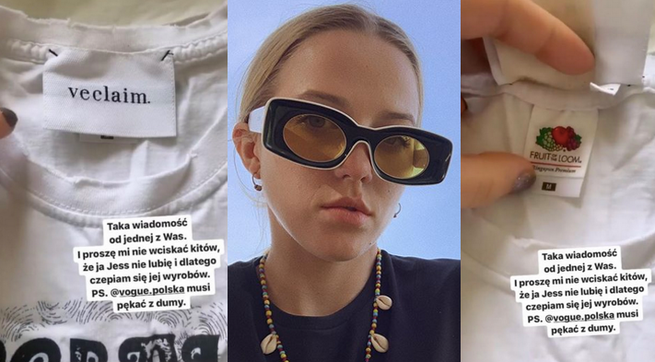 veclaim.
Taka wiadomość
od jednej z Was.
I proszę mi nie wciskać kitów,
że ja Jess nie lubię i dlatego
czepiam się jej wyrobów.
PS. @vogue.polska musi
pękać z dumy.
FRUIT OF THE LOOM
M
Taka wiadomość
od jednej z Was.
I proszę mi nie wciskać kitów,
że ja Jess nie lubię i dlatego
czepiam się jej wyrobów.
PS. @vogue.polska musi
pękać z dumy.